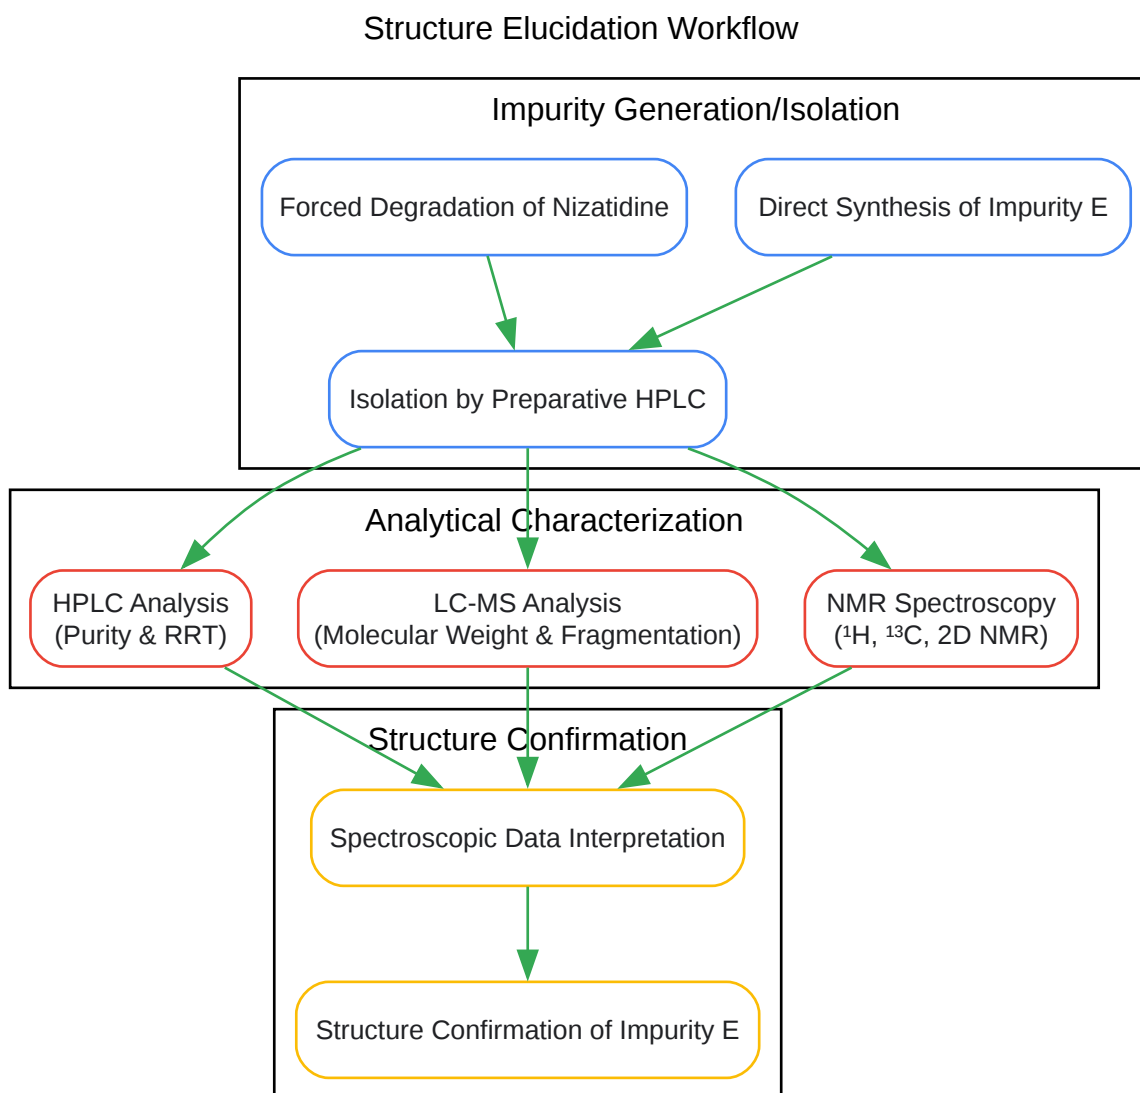 Structure Elucidation Workflow
Impurity Generation/Isolation
Forced Degradation of Nizatidine
Direct Synthesis of Impurity E
Isolation by Preparative HPLC
Analytical Characterization
HPLC Analysis
(Purity & RRT)
LC-MS Analysis
(Molecular Weight & Fragmentation)
NMR Spectroscopy
(¹H, ¹³C, 2D NMR)
Structure Confirmation
Spectroscopic Data Interpretation
Structure Confirmation of Impurity E